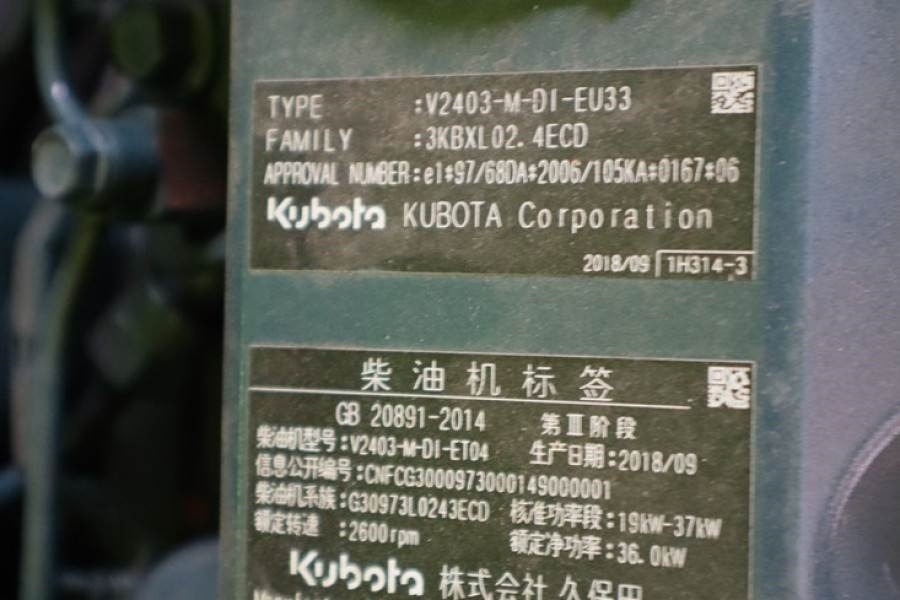 TYPE :V2403-M-DI-EU33
FAMILY :3KBXL02.4ECD
APPROVAL NUMBER:e1*97/68DA*2006/105KA*0167*06
Kubota KUBOTA Corporation
2018/09 1H314-3
柴油机标签
GB 20891-2014 第Ⅲ阶段
柴油机型号:V2403-M-DI-ET04 生产日期:2018/09
信息公开编号:CNFCG3000973000149000001
柴油机系族:G30973L0243ECD 核准功率段:19kW-37kW
额定转速 :2600rpm 额定净功率:36.0kW
Kubota 株式会社 久保田